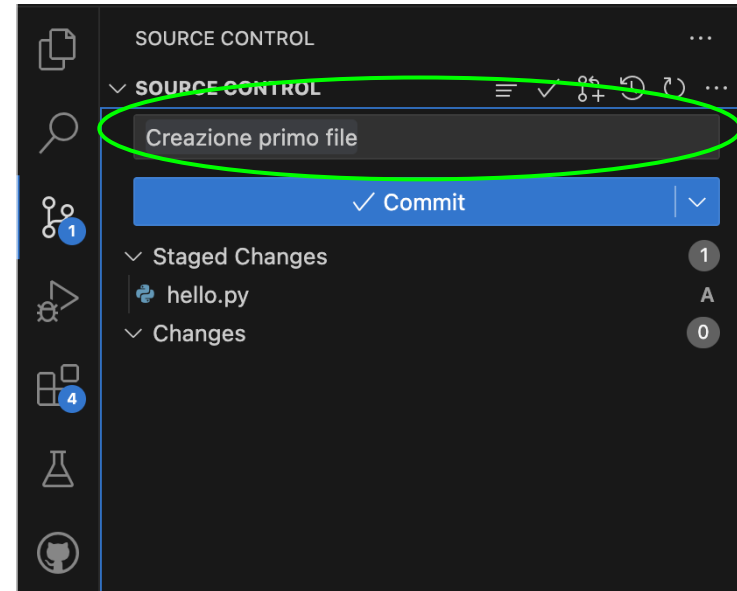 SOURCE CONTROL
SOURCE CONTROL
Creazione primo file
Commit
1
Staged Changes 1
hello.py A
Changes 0
4